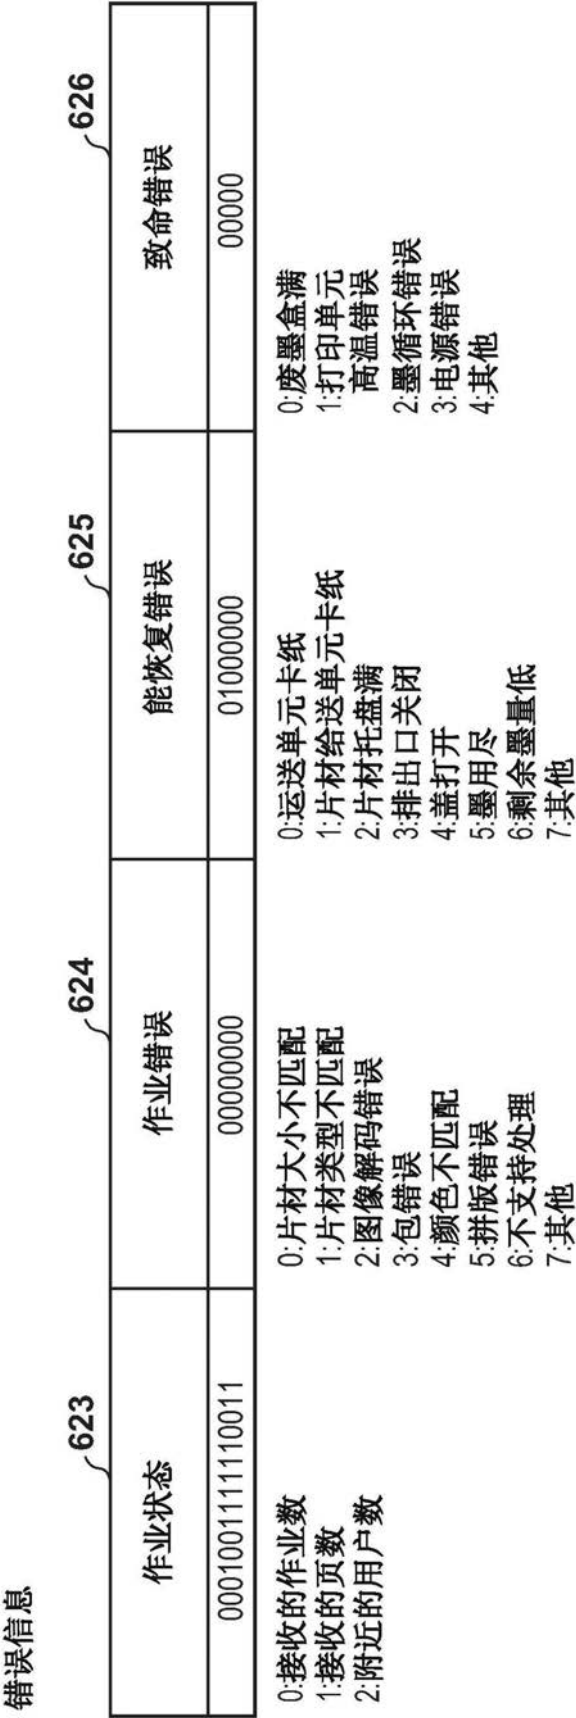 错误信息
623
624
625
626
作业状态
作业错误
能恢复错误
致命错误
0001001111110011
00000000
01000000
00000
0:接收的作业数
1:接收的页数
2:附近的用户数
0:片材大小不匹配
1:片材类型不匹配
2:图像解码错误
3:包错误
4:颜色不匹配
5:拼版错误
6:不支持处理
7:其他
0:运送单元卡纸
1:片材给送单元卡纸
2:片材托盘满
3:排出口关闭
4:盖打开
5:墨用尽
6:剩余墨量低
7:其他
0:废墨盒满
1:打印单元
高温错误
2:墨循环错误
3:电源错误
4:其他